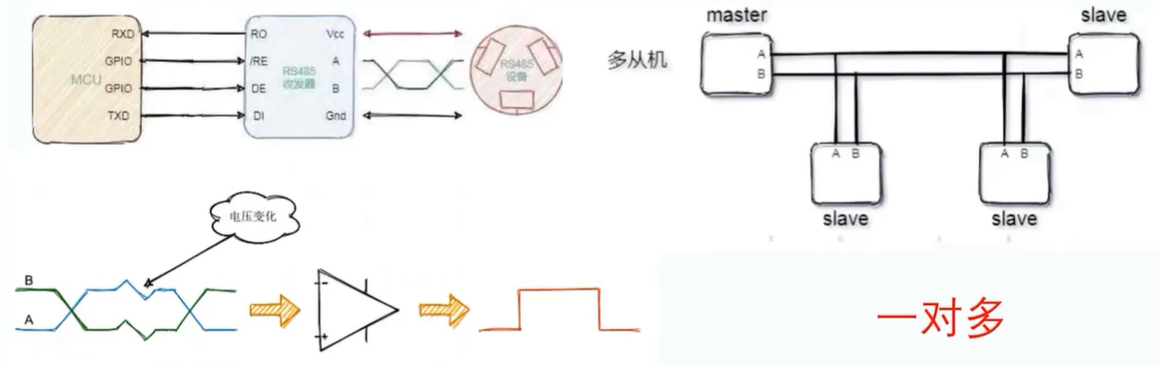 master
slave
RXD
RO
Vcc
GPIO
/RE
A
MCU
RS485
收发器
RS485
设备
GPIO
DE
B
TXD
DI
Gnd
多从机
A
B
A
B
A B
A B
slave
slave
电压变化
B
A
一对多